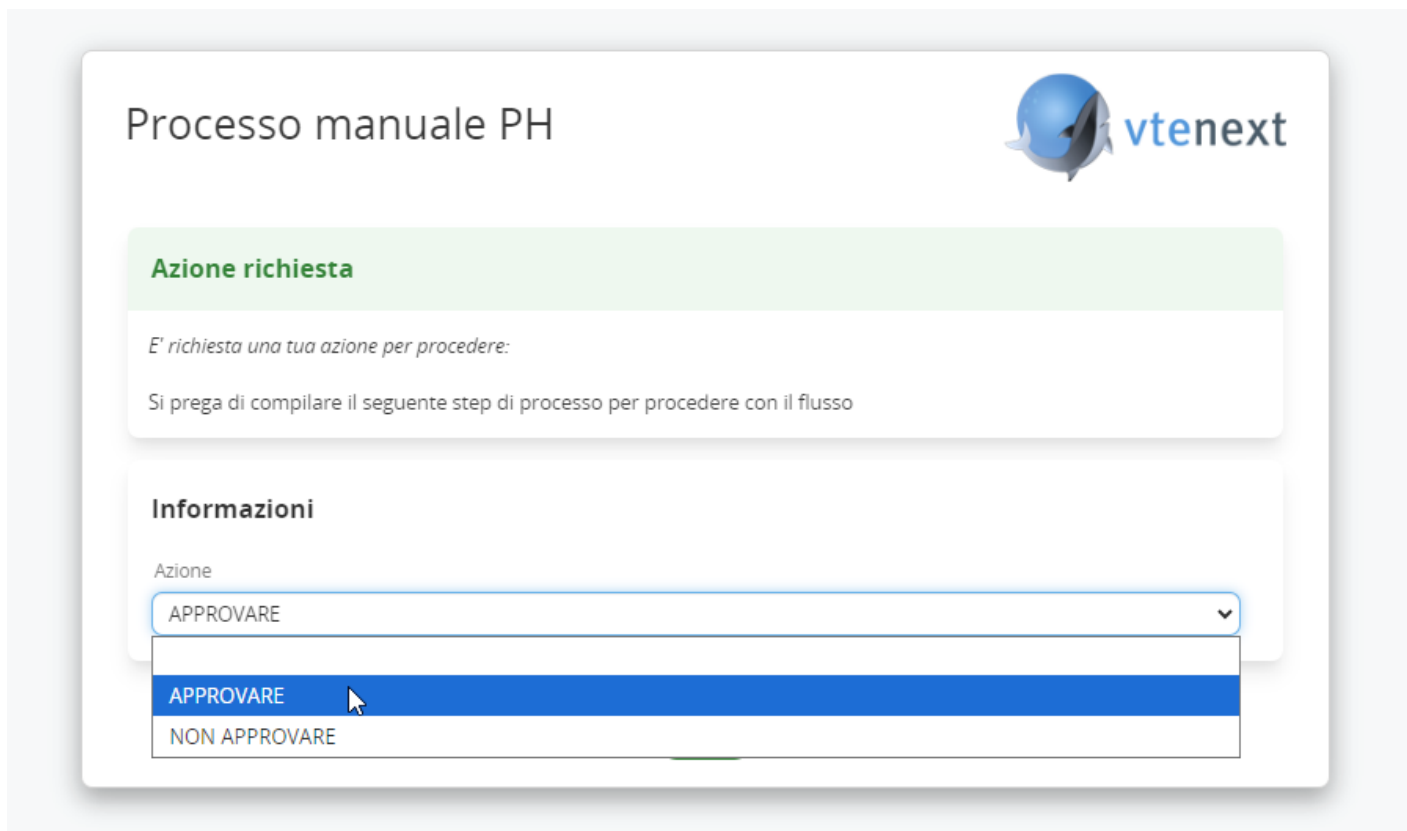 Processo manuale PH
vtenext
Azione richiesta
E' richiesta una tua azione per procedere:
Si prega di compilare il seguente step di processo per procedere con il flusso
Informazioni
Azione
APPROVARE
APPROVARE
NON APPROVARE